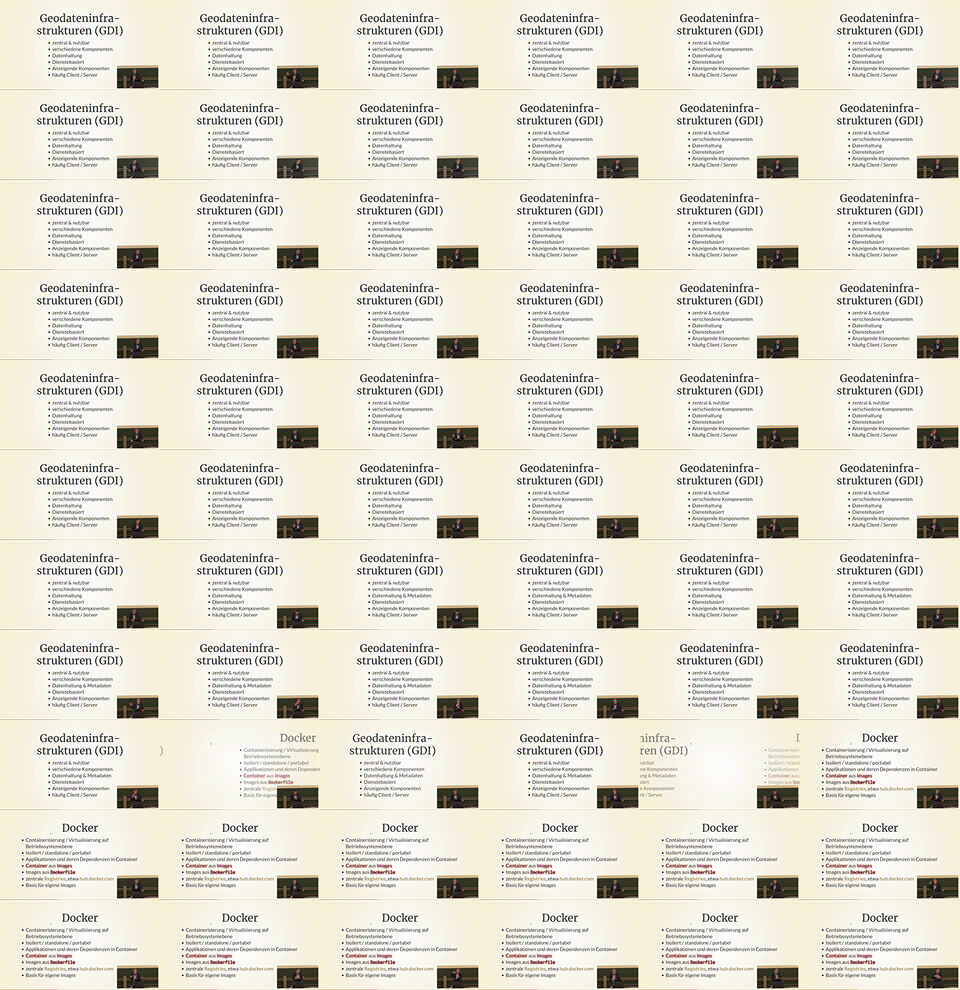 Geodateninfra-
strukturen (GDI)
zentral & nutzbar
verschiedene Komponenten
Datenhaltung
Dienstebasiert
Anzeigende Komponenten
häufig Client / Server
Geodateninfra-
strukturen (GDI)
zentral & nutzbar
verschiedene Komponenten
Datenhaltung & Metadaten
Dienstebasiert
Anzeigende Komponenten
häufig Client / Server
Docker
Containerisierung / Virtualisierung auf
Betriebssystemebene
Isoliert / standalone / portabel
Applikationen und deren Dependenzen in Container
Container aus Images
Images aus Dockerfile
zentrale Registries, etwa hub.docker.com
Basis für eigene Images